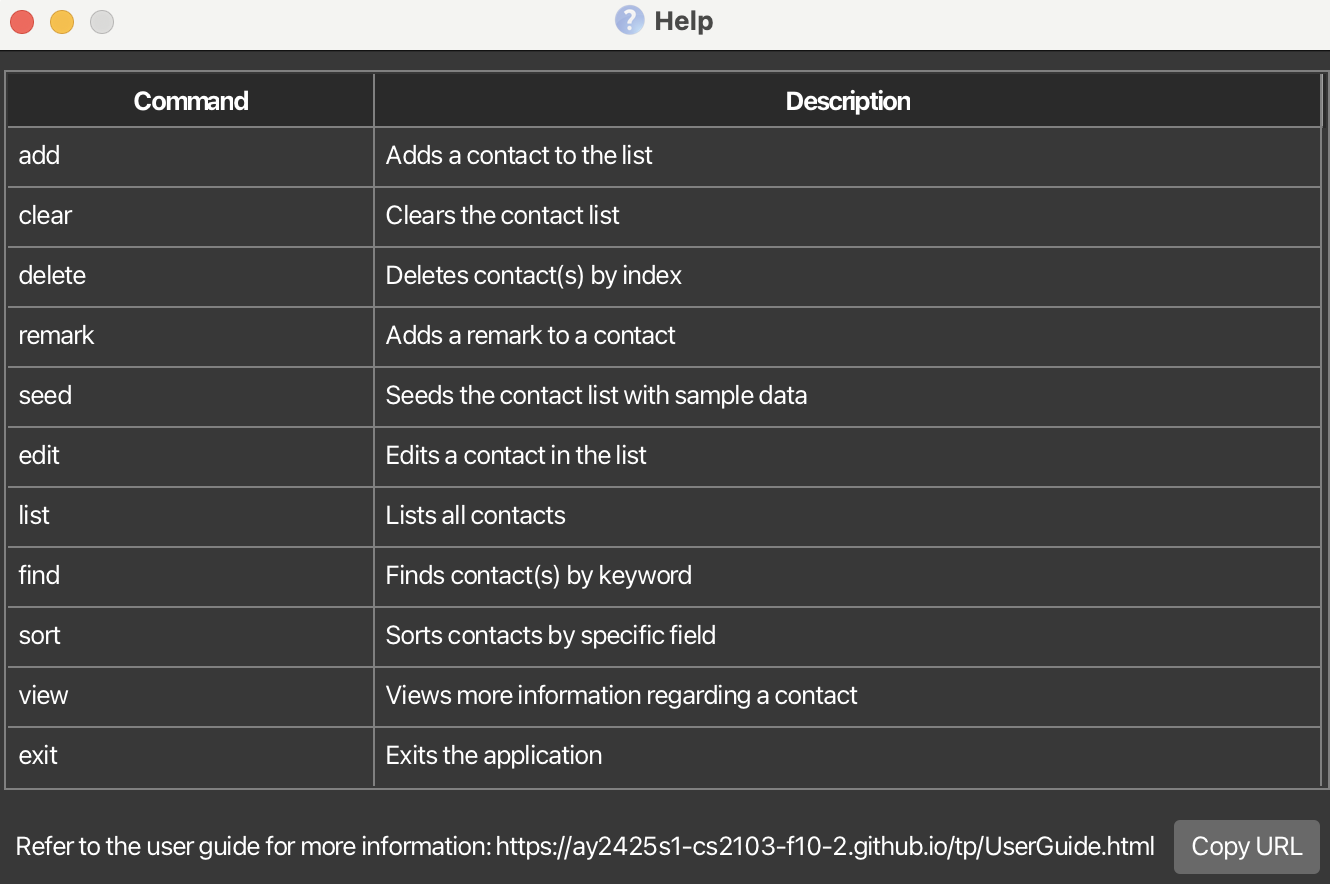 Help
Command Description
add Adds a contact to the list
clear Clears the contact list
delete Deletes contact(s) by index
remark Adds a remark to a contact
seed Seeds the contact list with sample data
edit Edits a contact in the list
list Lists all contacts
find Finds contact(s) by keyword
sort Sorts contacts by specific field
view Views more information regarding a contact
exit Exits the application
Refer to the user guide for more information: https://ay2425s1-cs2103-f10-2.github.io/tp/UserGuide.html Copy URL